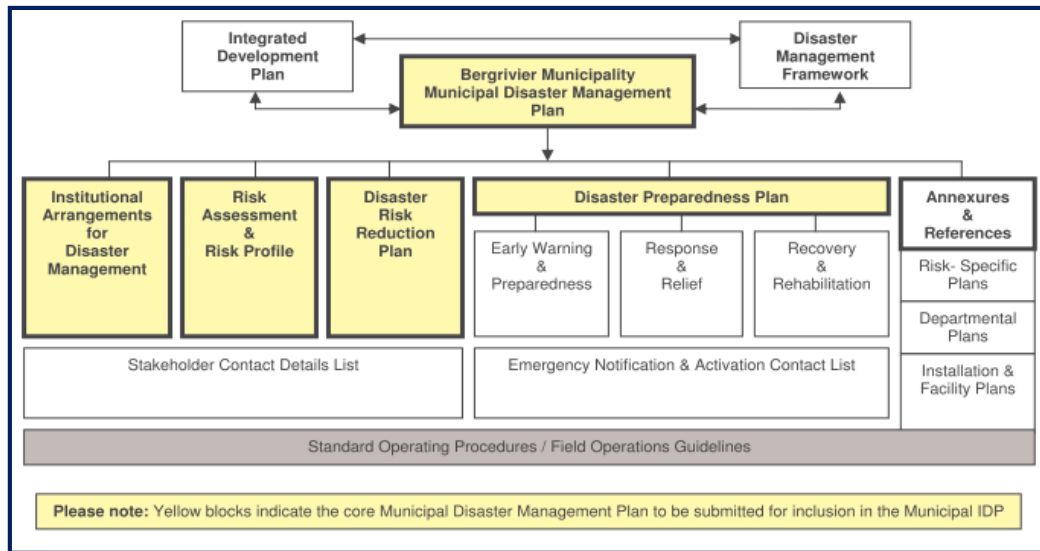 Integrated
Development
Plan
Disaster
Management
Framework
Bergrivier Municipality
Municipal Disaster Management
Plan
Institutional
Arrangements
for
Disaster
Management
Risk
Assessment
&
Risk Profile
Disaster
Risk
Reduction
Plan
Disaster Preparedness Plan
Early Warning
&
Preparedness
Response
&
Relief
Recovery
&
Rehabilitation
Annexures
&
References
Risk- Specific
Plans
Departmental
Plans
Installation &
Facility Plans
Stakeholder Contact Details List
Emergency Notification & Activation Contact List
Standard Operating Procedures / Field Operations Guidelines
Please note: Yellow blocks indicate the core Municipal Disaster Management Plan to be submitted for inclusion in the Municipal IDP